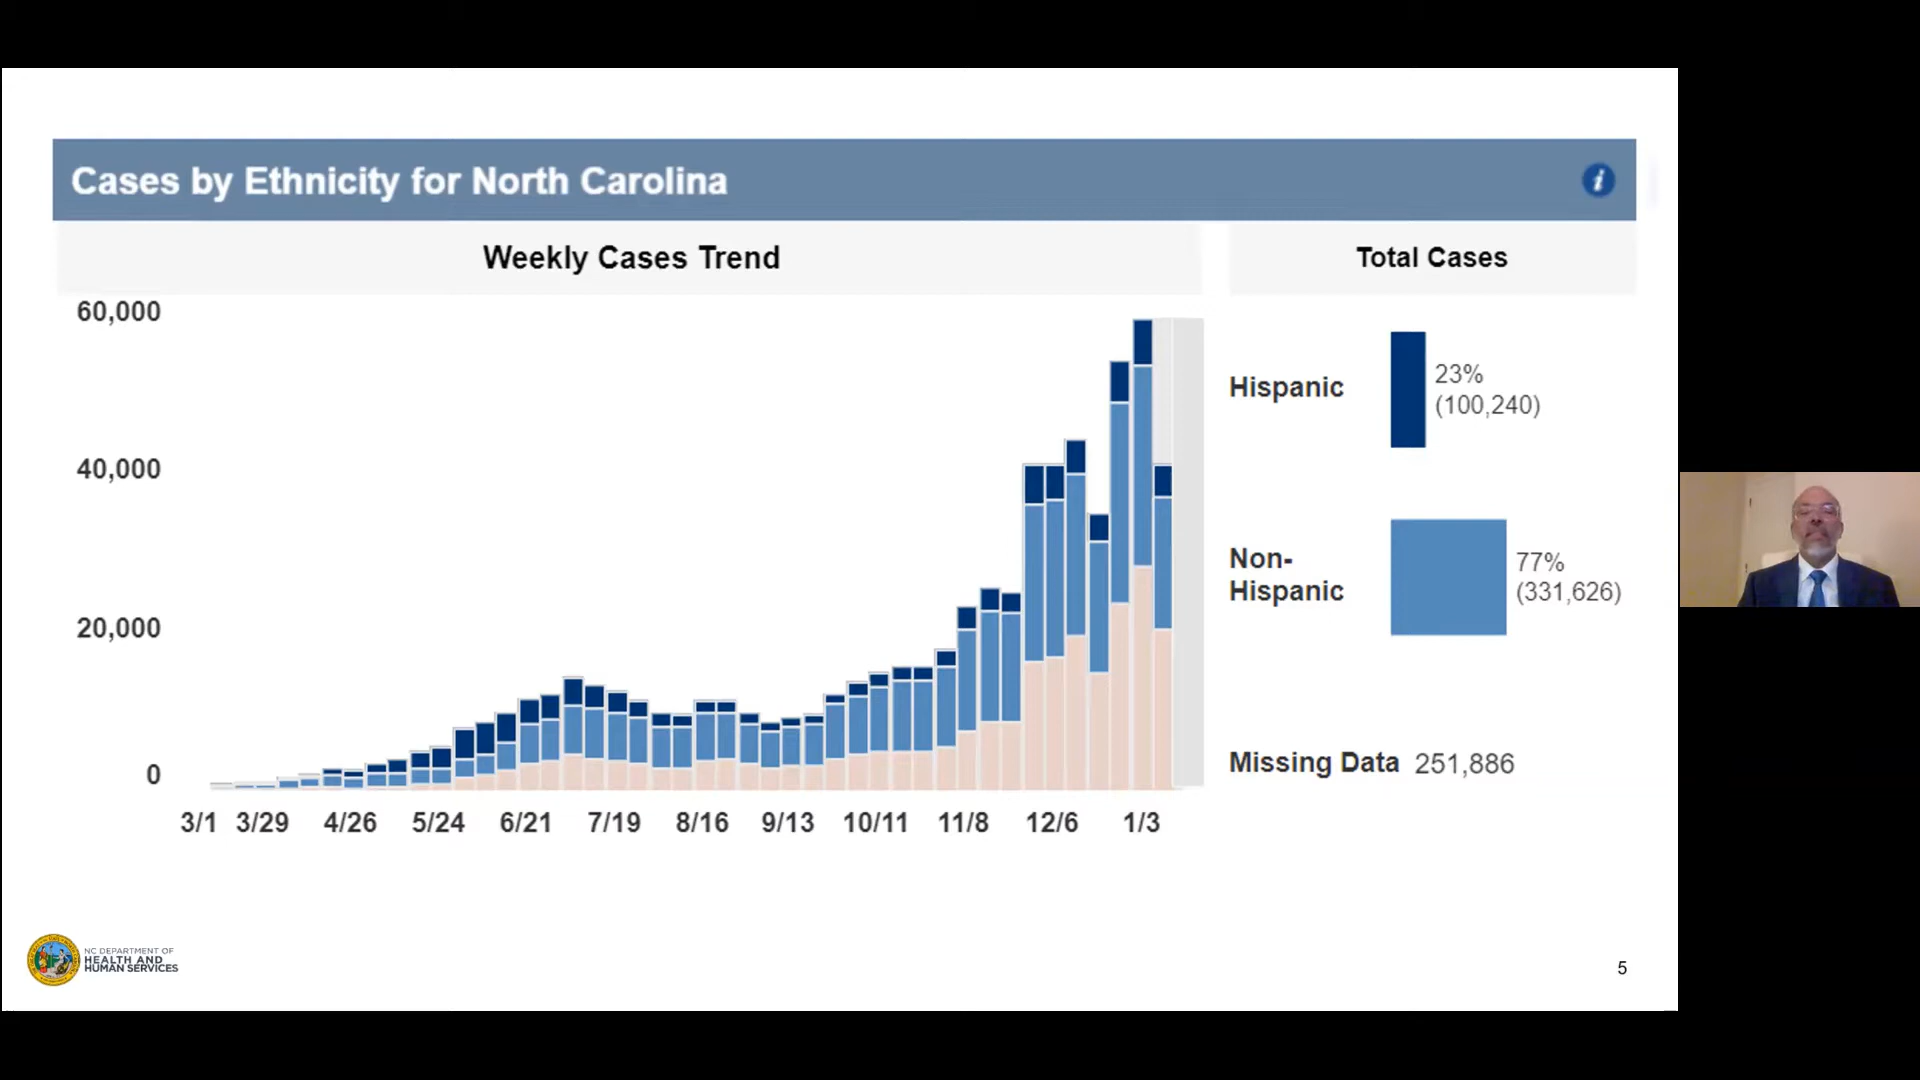 Cases by Ethnicity for North Carolina
i
Weekly Cases Trend
Total Cases
60,000
40,000
20,000
0
3/1 3/29 4/26 5/24 6/21 7/19 8/16 9/13 10/11 11/8 12/6 1/3
Hispanic
23%
(100,240)
Non-
Hispanic
77%
(331,626)
Missing Data 251,886
NC DEPARTMENT OF
HEALTH AND
HUMAN SERVICES
5